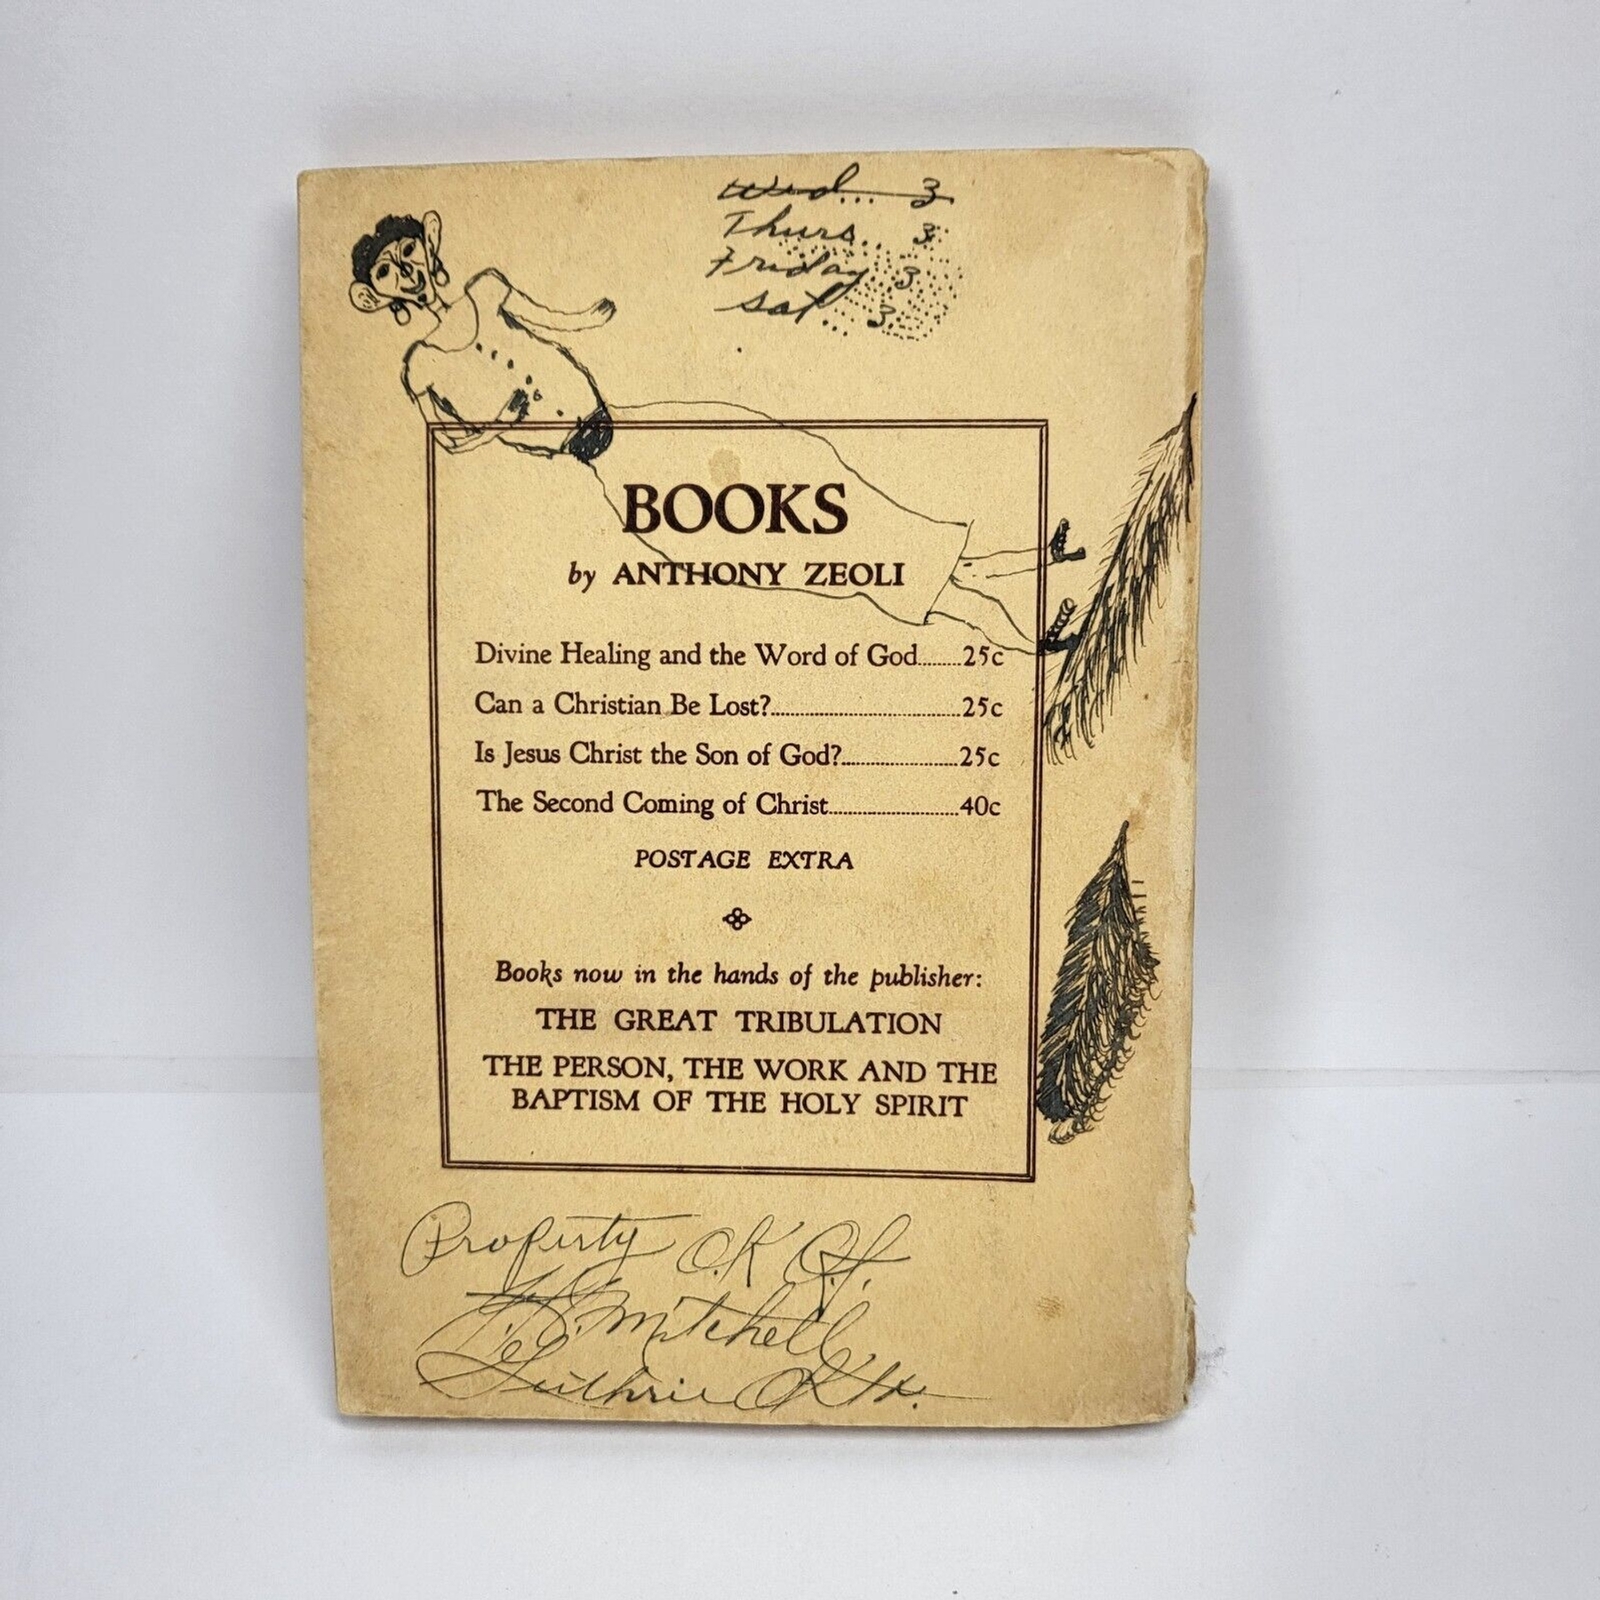 Wed... 3
Thurs.. 3
Friday. 3
Sat... 3.
BOOKS
by ANTHONY ZEOLI
Divine Healing and the Word of God........25c
Can a Christian Be Lost?......................................25c
Is Jesus Christ the Son of God?.......................25c
The Second Coming of Christ..........................40c
POSTAGE EXTRA
Books now in the hands of the publisher:
THE GREAT TRIBULATION
THE PERSON, THE WORK AND THE
BAPTISM OF THE HOLY SPIRIT
Property O.K Of.
Mitchell
Guthrie